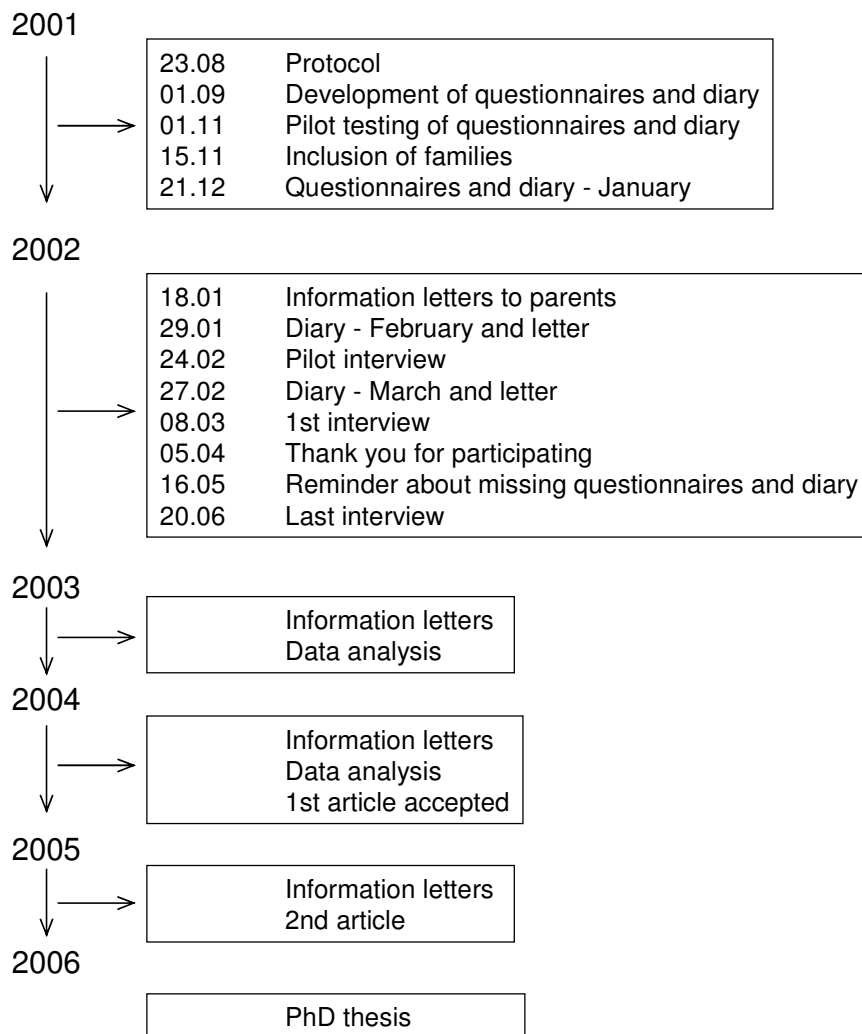 2001
23.08 Protocol
01.09 Development of questionnaires and diary
01.11 Pilot testing of questionnaires and diary
15.11 Inclusion of families
21.12 Questionnaires and diary - January
2002
18.01 Information letters to parents
29.01 Diary - February and letter
24.02 Pilot interview
27.02 Diary - March and letter
08.03 1st interview
05.04 Thank you for participating
16.05 Reminder about missing questionnaires and diary
20.06 Last interview
2003
Information letters
Data analysis
2004
Information letters
Data analysis
1st article accepted
2005
Information letters
2nd article
2006
PhD thesis